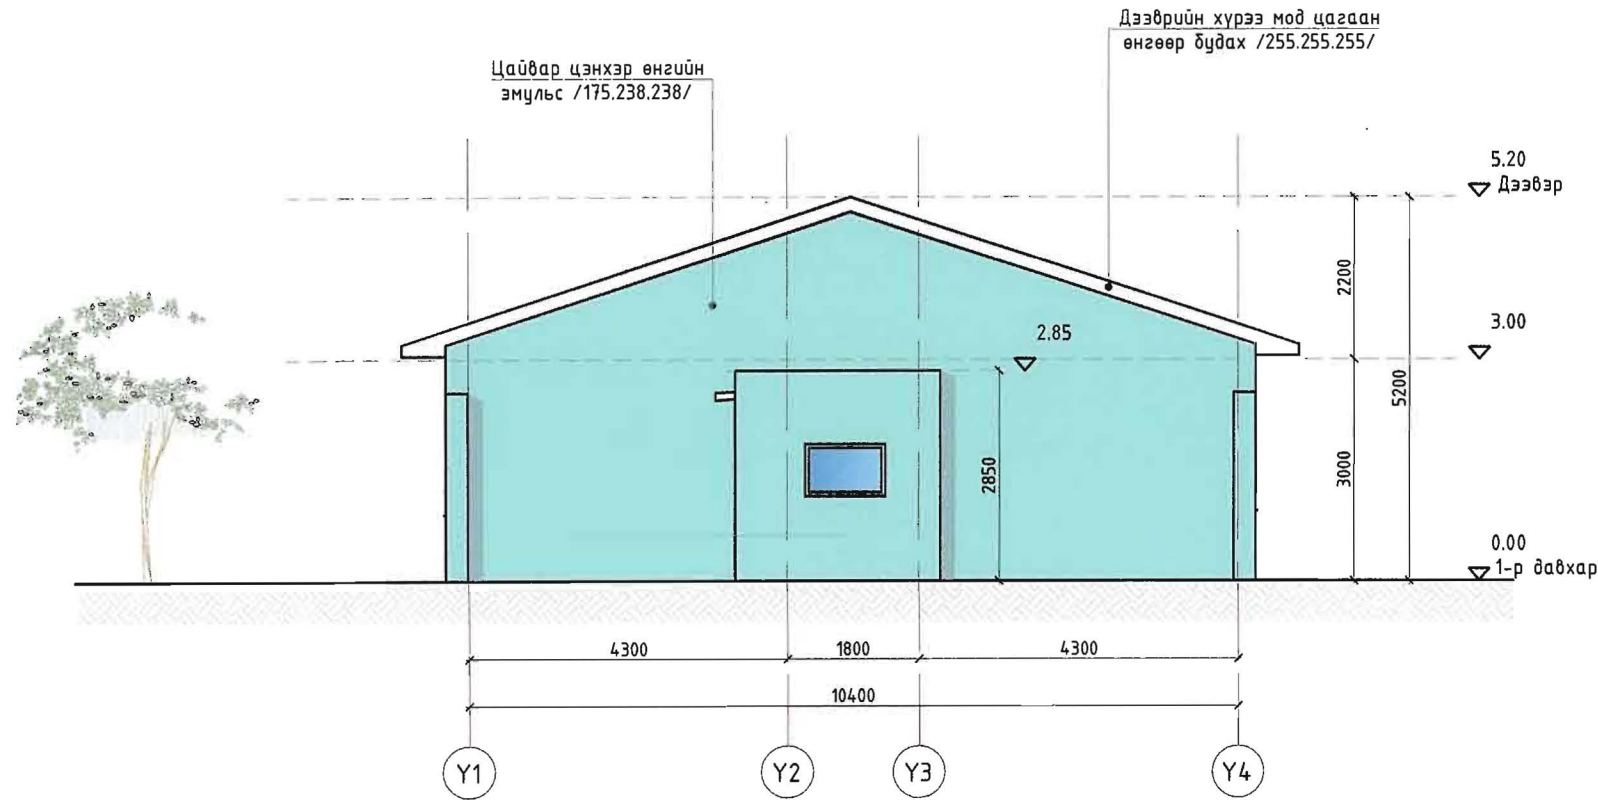 Дээврийн хүрээ мод цагаан
өнгөөр будах /255.255.255/
Цайвар цэнхэр өнгийн
эмульс /175.238.238/
5.20
Дээвэр
2200
3.00
2.85
5200
3000
2850
0.00
1-р давхар
4300
1800
4300
10400
Y1
Y2
Y3
Y4